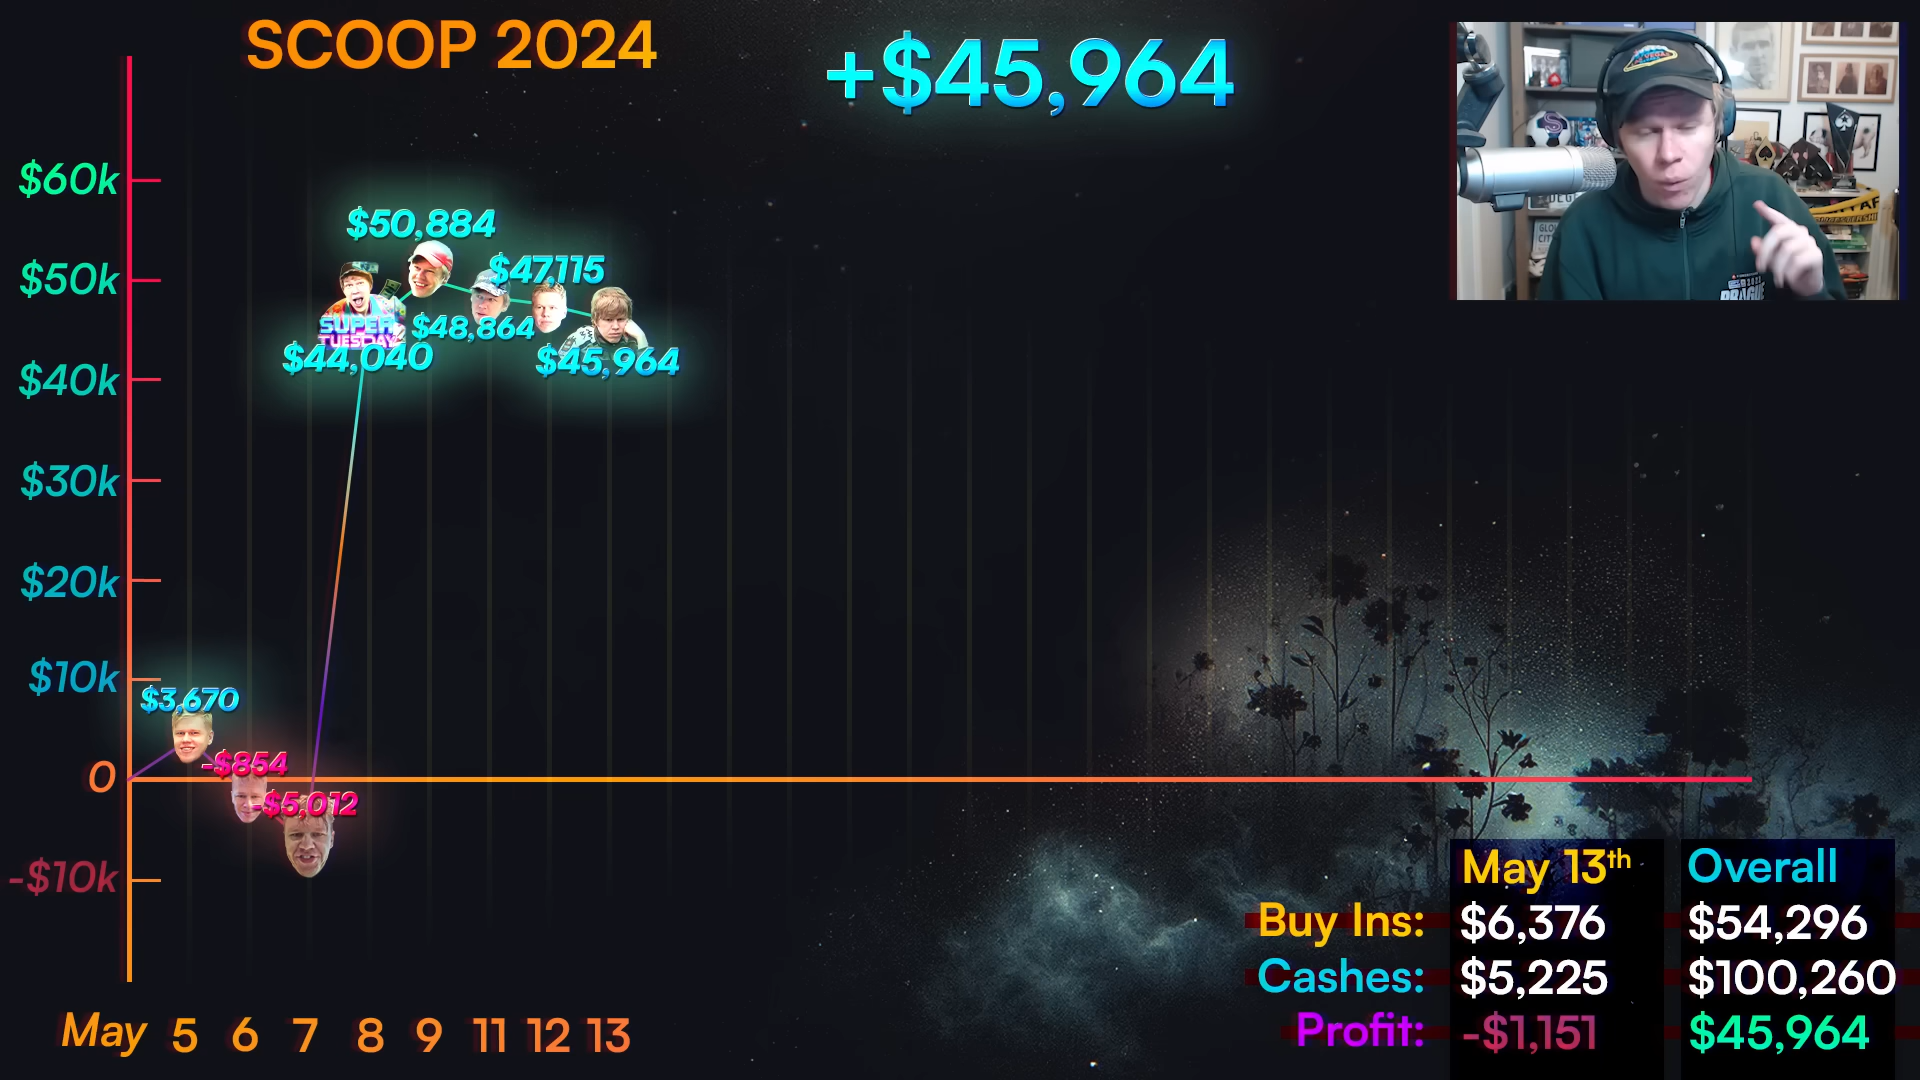 SCOOP 2024
+$45,964
$60k
$50k
$40k
$30k
$20k
$10k
0
-$10k
$50,884
$47,115
SUPER
TUESDAY
$48,864
$44,040
$45,964
$3,670
-$854
-$5,012
May 5 6 7 8 9 11 12 13
May 13th Overall
Buy Ins: $6,376 $54,296
Cashes: $5,225 $100,260
Profit: -$1,151 $45,964
PRAGUE